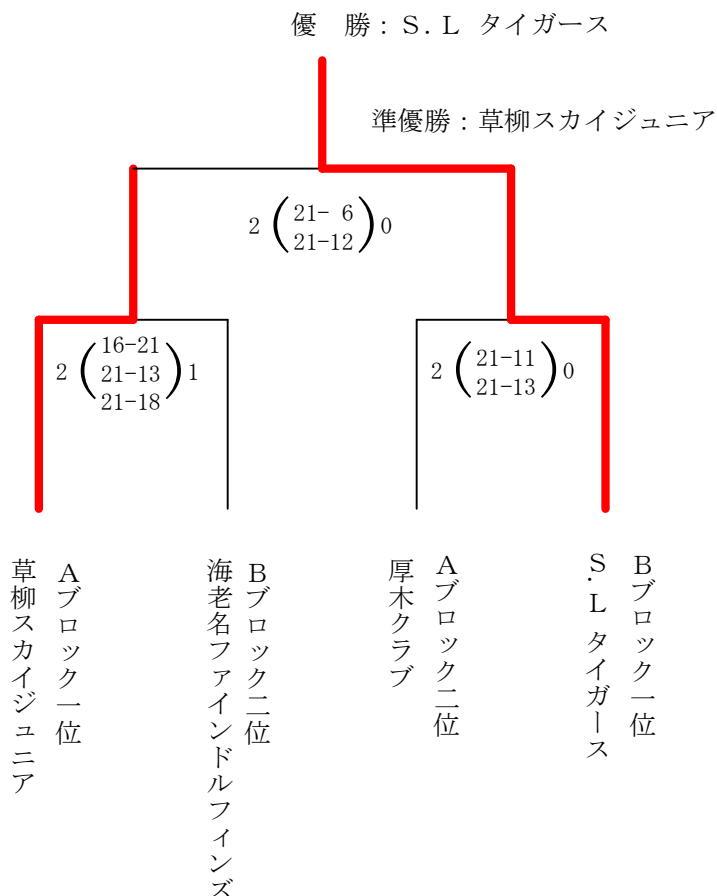 優　勝：Ｓ.Ｌ タイガース
準優勝：草柳スカイジュニア
2 (21- 6 21-12) 0
2 (16-21 21-13 21-18) 1
2 (21-11 21-13) 0
Ａブロック一位
草柳スカイジュニア
Ｂブロック二位
海老名ファインドルフィンズ
Ａブロック二位
厚木クラブ
Ｂブロック一位
Ｓ.Ｌ タイガース